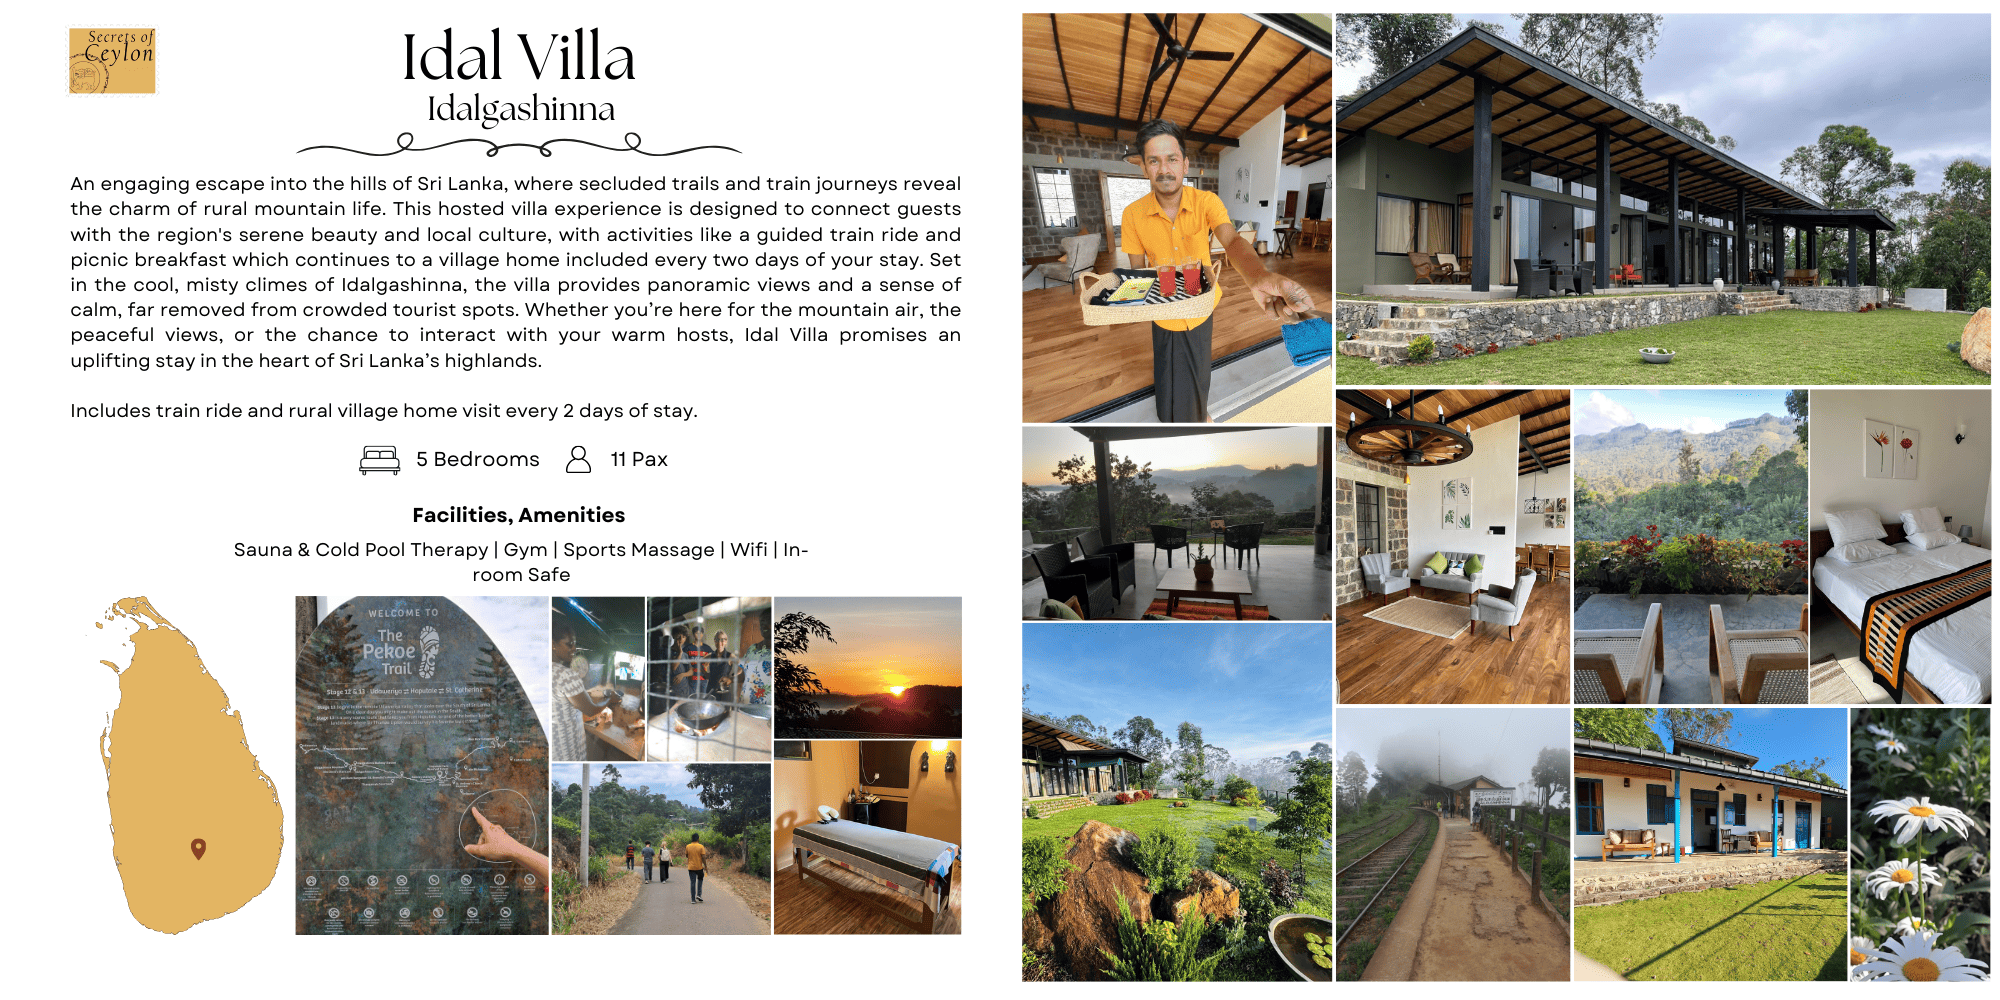 Secrets of
Ceylon
Idal Villa
Idalgashinna
An engaging escape into the hills of Sri Lanka, where secluded trails and train journeys reveal
the charm of rural mountain life. This hosted villa experience is designed to connect guests
with the region's serene beauty and local culture, with activities like a guided train ride and
picnic breakfast which continues to a village home included every two days of your stay. Set
in the cool, misty climes of Idalgashinna, the villa provides panoramic views and a sense of
calm, far removed from crowded tourist spots. Whether you’re here for the mountain air, the
peaceful views, or the chance to interact with your warm hosts, Idal Villa promises an
uplifting stay in the heart of Sri Lanka’s highlands.
Includes train ride and rural village home visit every 2 days of stay.
5 Bedrooms
11 Pax
Facilities, Amenities
Sauna & Cold Pool Therapy | Gym | Sports Massage | Wifi | In-
room Safe
WELCOME TO
The
Pekoe
Trail
Stage 12 & 13 - Udaweriya ⇄ Haputale ⇄ St. Catherine